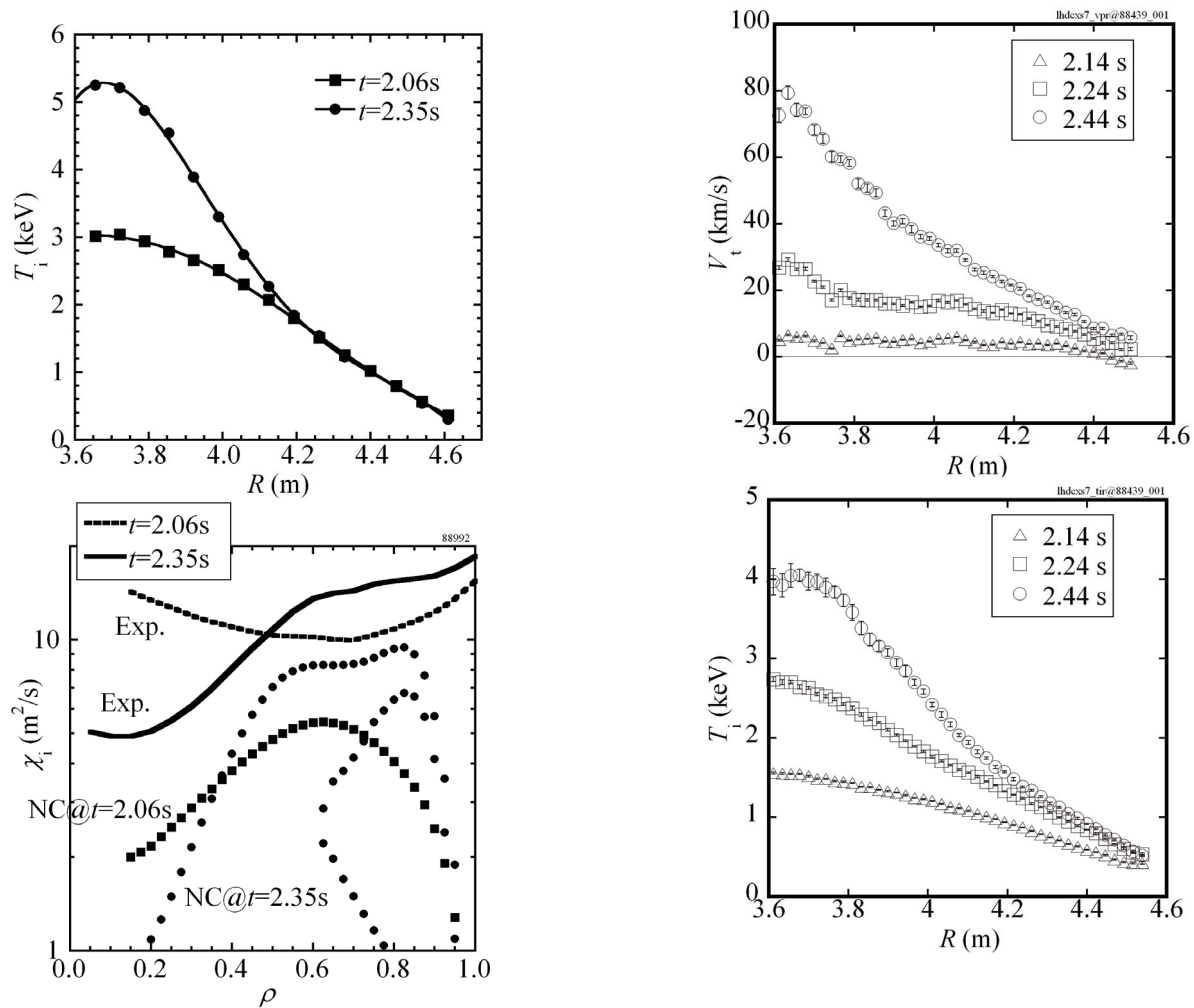 6
5
4
3
2
1
0
T_i (keV)
t=2.06s
t=2.35s
3.6 3.8 4.0 4.2 4.4 4.6
R (m)
lhdcxs7_vpr@88439_001
100
80
60
40
20
0
-20
V_t (km/s)
2.14 s
2.24 s
2.44 s
3.6 3.8 4 4.2 4.4 4.6
R (m)
t=2.06s
t=2.35s
88992
10
1
χ_i (m²/s)
Exp.
Exp.
NC@t=2.06s
NC@t=2.35s
0.0 0.2 0.4 0.6 0.8 1.0
ρ
lhdcxs7_tir@88439_001
5
4
3
2
1
0
T_i (keV)
2.14 s
2.24 s
2.44 s
3.6 3.8 4 4.2 4.4 4.6
R (m)